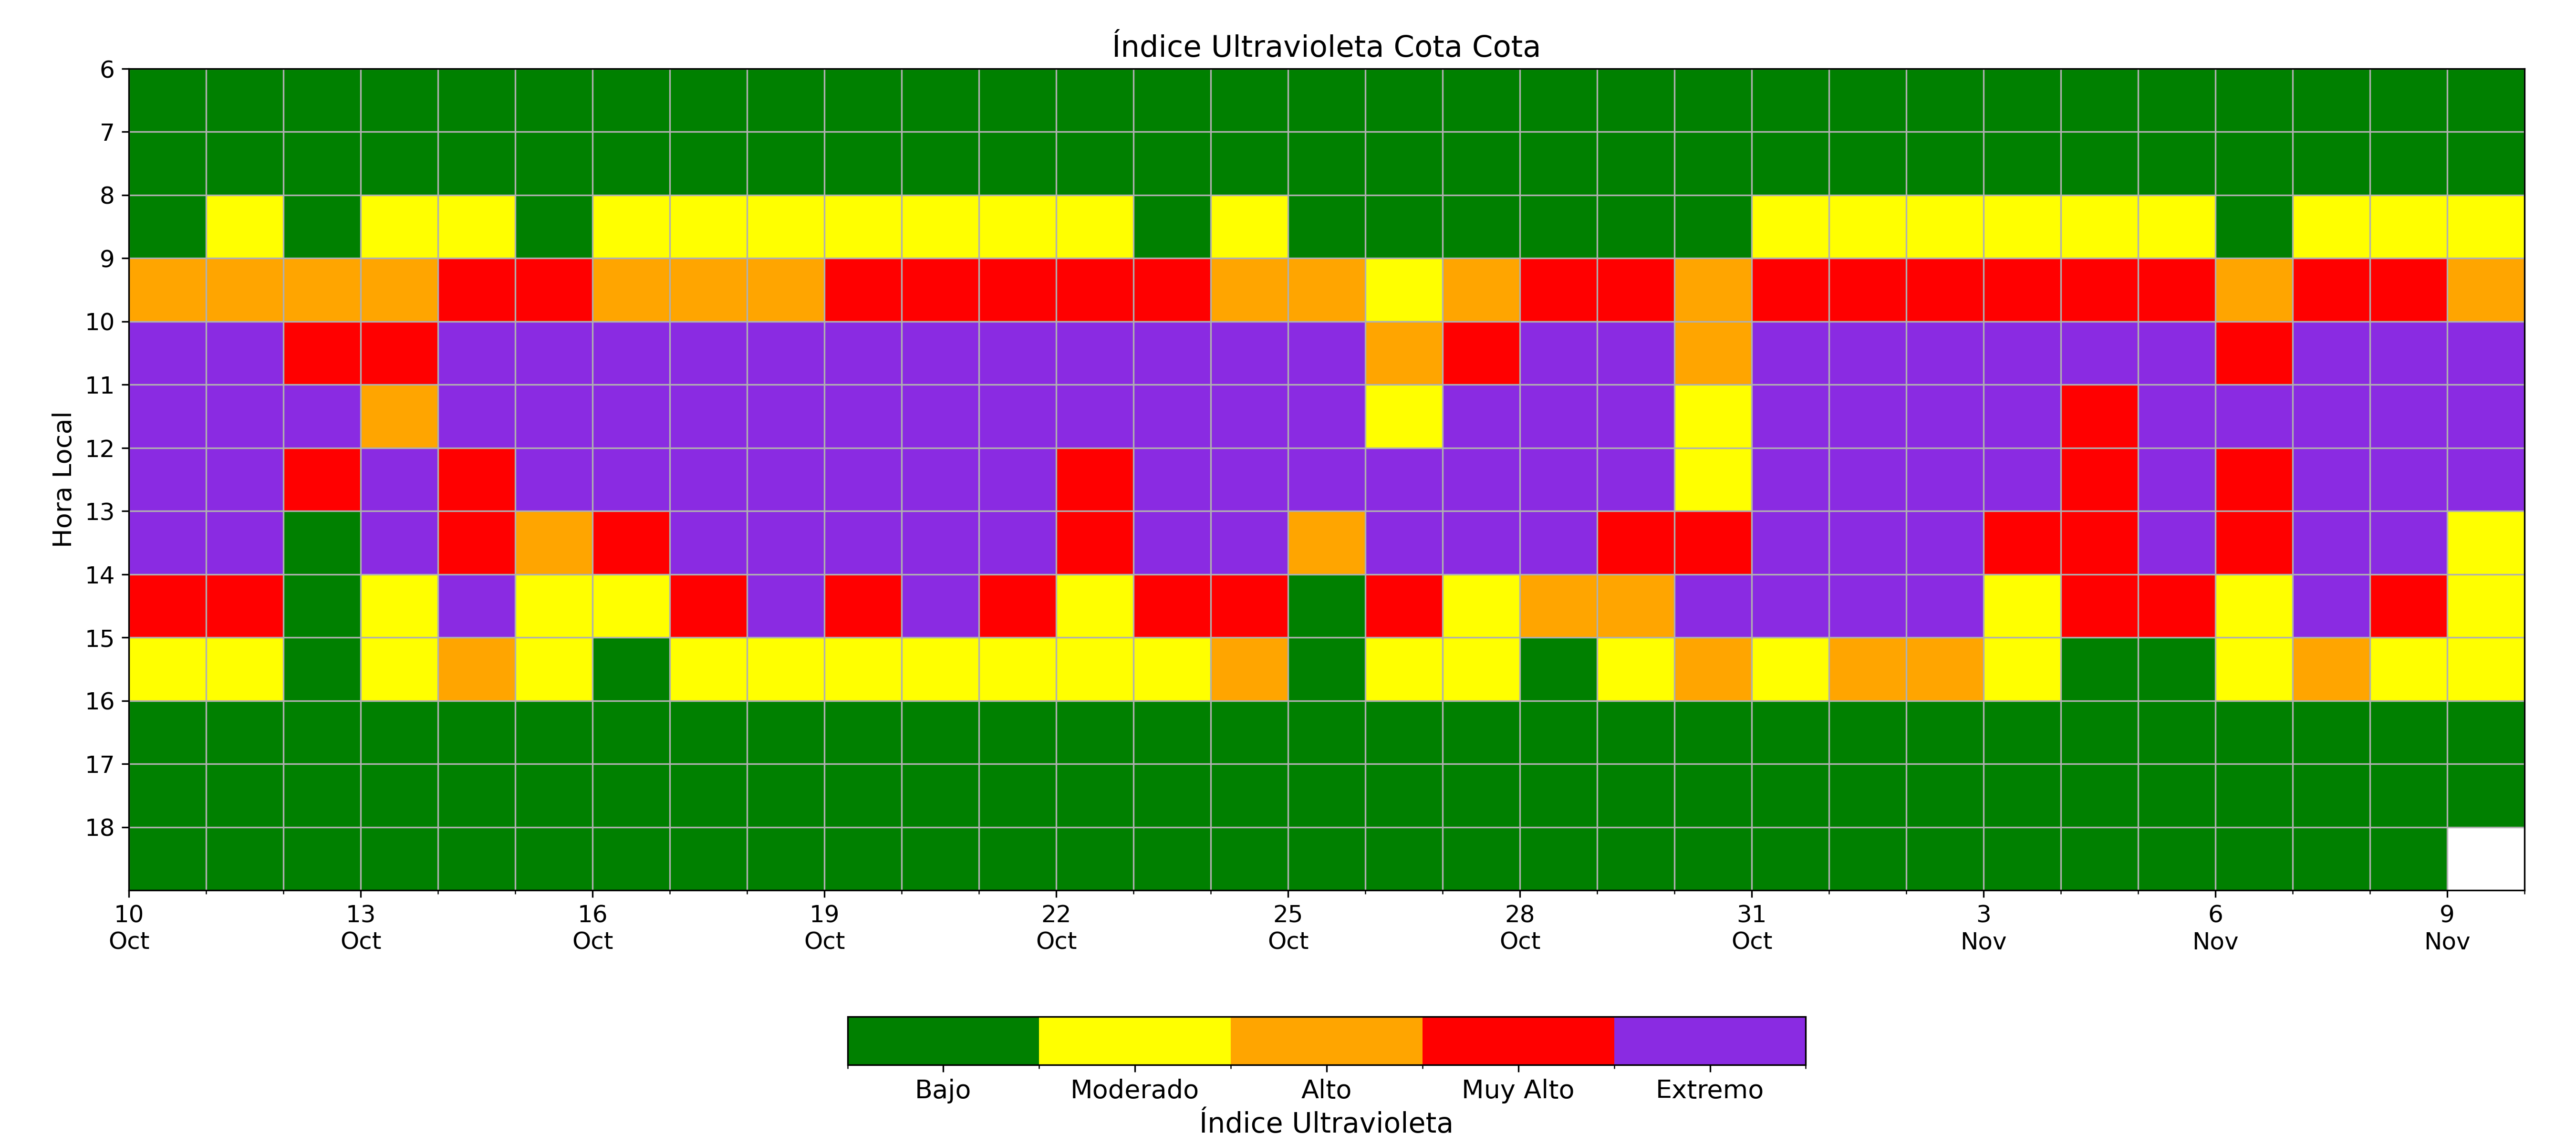 Índice Ultravioleta Cota Cota
Hora Local
6
7
8
9
10
11
12
13
14
15
16
17
18
10 13 16 19 22 25 28 31 3 6 9
Oct Oct Oct Oct Oct Oct Oct Oct Nov Nov Nov
Bajo Moderado Alto Muy Alto Extremo
Índice Ultravioleta